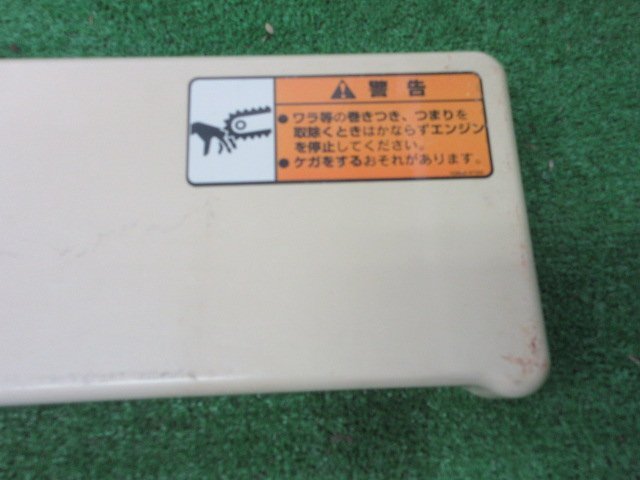 警告
●ワラ等の巻きつき、つまりを
取除くときはかならずエンジン
を停止してください。
●ケガをするおそれがあります。